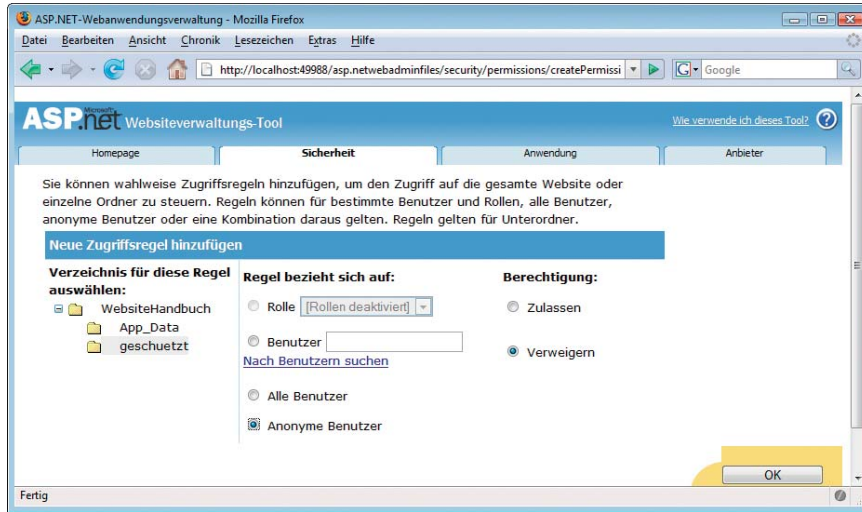 ASP.NET-Webanwendungsverwaltung - Mozilla Firefox
Datei Bearbeiten Ansicht Chronik Lesezeichen Extras Hilfe
http://localhost:49988/asp.netwebadminfiles/security/permissions/createPermissi
G Google
Microsoft
ASP.net Websiteverwaltungs-Tool
Wie verwende ich dieses Tool? ?
Homepage Sicherheit Anwendung Anbieter
Sie können wahlweise Zugriffsregeln hinzufügen, um den Zugriff auf die gesamte Website oder
einzelne Ordner zu steuern. Regeln können für bestimmte Benutzer und Rollen, alle Benutzer,
anonyme Benutzer oder eine Kombination daraus gelten. Regeln gelten für Unterordner.
Neue Zugriffsregel hinzufügen
Verzeichnis für diese Regel
auswählen:
WebsiteHandbuch
App_Data
geschuetzt
Regel bezieht sich auf:
Rolle [Rollen deaktiviert]
Benutzer
Nach Benutzern suchen
Alle Benutzer
Anonyme Benutzer
Berechtigung:
Zulassen
Verweigern
OK
Fertig